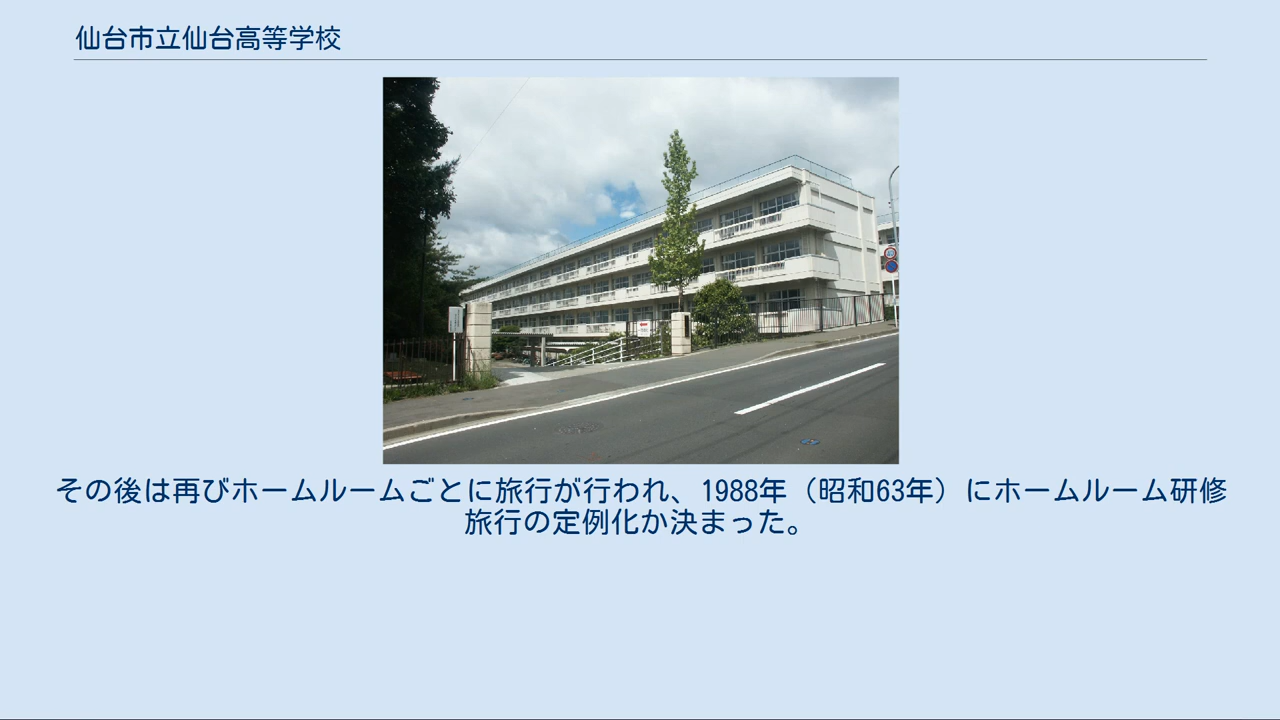 仙台市立仙台高等学校
その後は再びホームルームごとに旅行が行われ、1988年（昭和63年）にホームルーム研修
旅行の定例化か決まった。